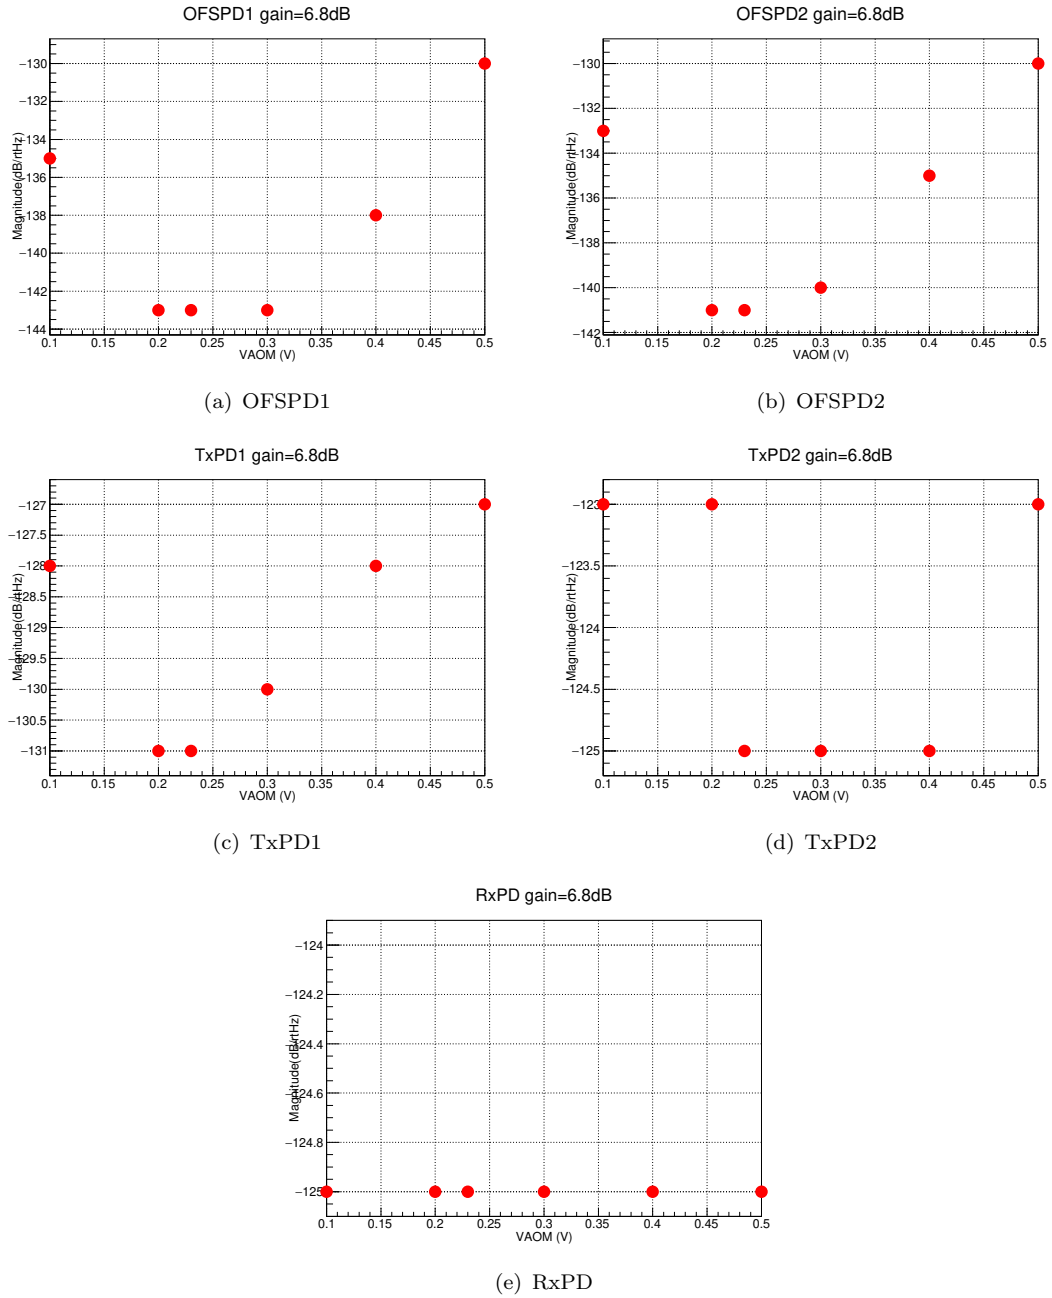 OFSPD1 gain=6.8dB
Magnitude(dB/rtHz)
−130
−132
−134
−136
−138
−140
−142
−144
0.1 0.15 0.2 0.25 0.3 0.35 0.4 0.45 0.5
VAOM (V)
(a) OFSPD1
OFSPD2 gain=6.8dB
Magnitude(dB/rtHz)
−130
−132
−134
−136
−138
−140
−142
0.1 0.15 0.2 0.25 0.3 0.35 0.4 0.45 0.5
VAOM (V)
(b) OFSPD2
TxPD1 gain=6.8dB
Magnitude(dB/rtHz)
−127
−127.5
−128
−128.5
−129
−129.5
−130
−130.5
−131
0.1 0.15 0.2 0.25 0.3 0.35 0.4 0.45 0.5
VAOM (V)
(c) TxPD1
TxPD2 gain=6.8dB
Magnitude(dB/rtHz)
−123
−123.5
−124
−124.5
−125
0.1 0.15 0.2 0.25 0.3 0.35 0.4 0.45 0.5
VAOM (V)
(d) TxPD2
RxPD gain=6.8dB
Magnitude(dB/rtHz)
−124
−124.2
−124.4
−124.6
−124.8
−125
0.1 0.15 0.2 0.25 0.3 0.35 0.4 0.45 0.5
VAOM (V)
(e) RxPD